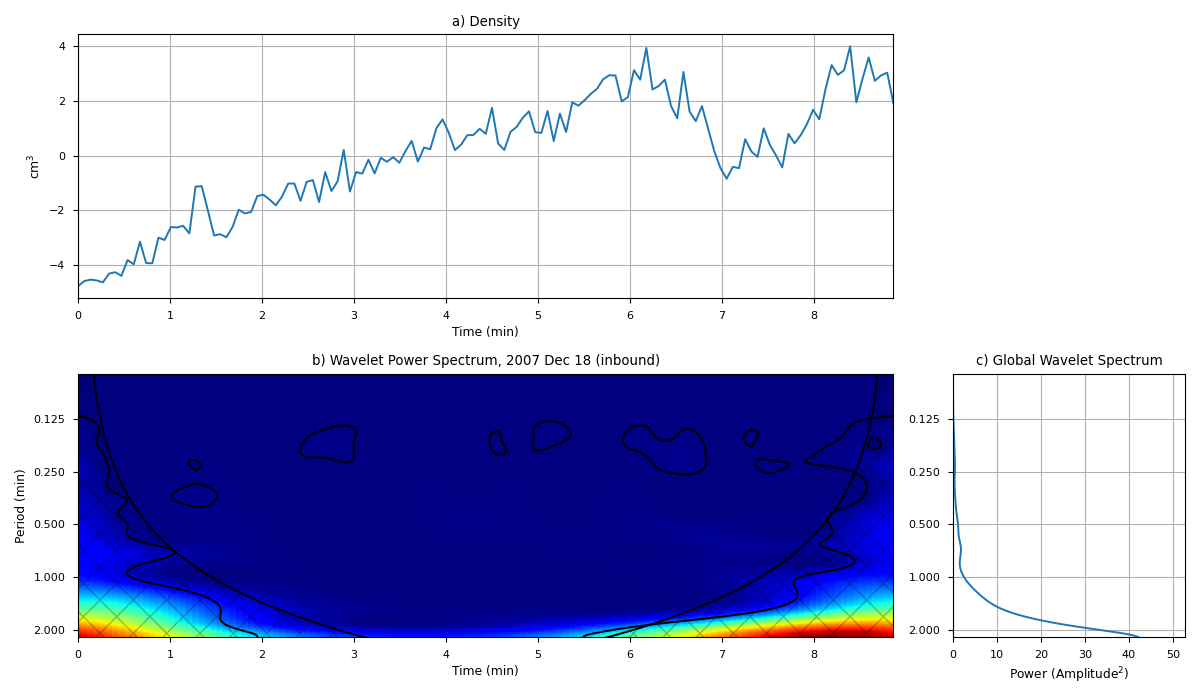 a) Density
4
2
0
−2
−4
cm³
0 1 2 3 4 5 6 7 8
Time (min)
b) Wavelet Power Spectrum, 2007 Dec 18 (inbound)
0.125
0.250
0.500
1.000
2.000
Period (min)
0 1 2 3 4 5 6 7 8
Time (min)
c) Global Wavelet Spectrum
0.125
0.250
0.500
1.000
2.000
0 10 20 30 40 50
Power (Amplitude²)